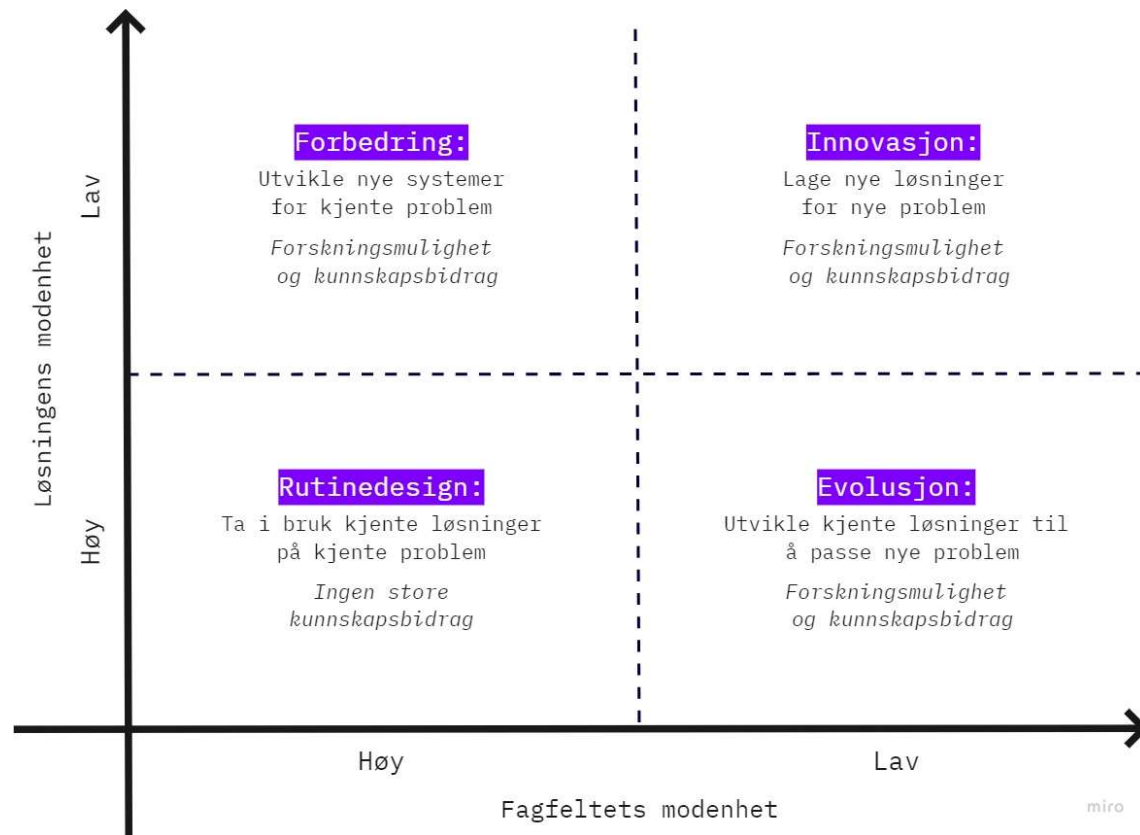 Forbedring:
Utvikle nye systemer
for kjente problem
Forskningsmulighet
og kunnskapsbidrag
Innovasjon:
Lage nye løsninger
for nye problem
Forskningsmulighet
og kunnskapsbidrag
Rutinedesign:
Ta i bruk kjente løsninger
på kjente problem
Ingen store
kunnskapsbidrag
Evolusjon:
Utvikle kjente løsninger til
å passe nye problem
Forskningsmulighet
og kunnskapsbidrag
Løsningens modenhet
Lav
Høy
Høy
Lav
Fagfeltets modenhet
miro